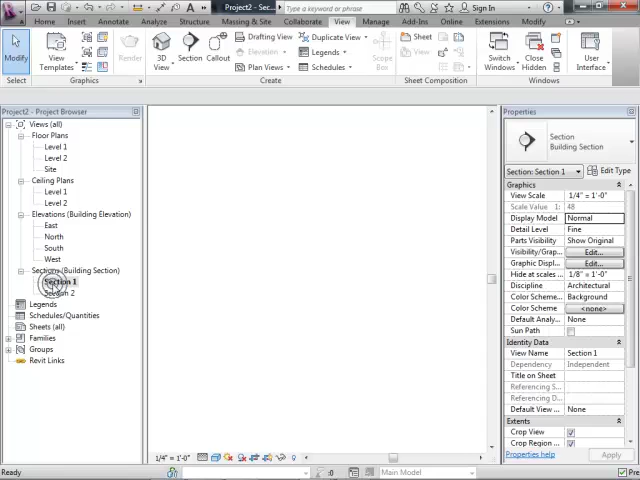 Project2 - Sec...
Type a keyword or phrase
Sign In
Insert Annotate Analyze Structure Massing & Site Collaborate View Manage Add-Ins Online Extensions Modify
Modify
View Templates
Render
3D View
Section
Callout
Drafting View
Elevation
Plan Views
Duplicate View
Legends
Schedules
Scope Box
Sheet
View
Switch Windows
Close Hidden
User Interface
Select Graphics Create Sheet Composition Windows
Project2 - Project Browser
Views (all)
Floor Plans
Level 1
Level 2
Site
Ceiling Plans
Level 1
Level 2
Elevations (Building Elevation)
East
North
South
West
Sections (Building Section)
Section 1
Section 2
Legends
Schedules/Quantities
Sheets (all)
Families
Groups
Revit Links
Properties
Section
Building Section
Section: Section 1 Edit Type
Graphics
View Scale 1/4" = 1'-0"
Scale Value 1: 48
Display Model Normal
Detail Level Fine
Parts Visibility Show Original
Visibility/Grap... Edit...
Graphic Displ... Edit...
Hide at scales ... 1/8" = 1'-0"
Discipline Architectural
Color Scheme... Background
Color Scheme <none>
Default Analy... None
Sun Path
Identity Data
View Name Section 1
Dependency Independent
Title on Sheet
Referencing S...
Referencing D...
Default View ... None
Extents
Crop View
Crop Region ...
Properties help Apply
1/4" = 1'-0"
Ready
:0
Main Model
Pre